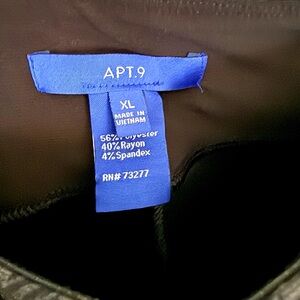 APT.9
XL
MADE IN
VIETNAM
56% Polyester
40% Rayon
4% Spandex
RN# 73277